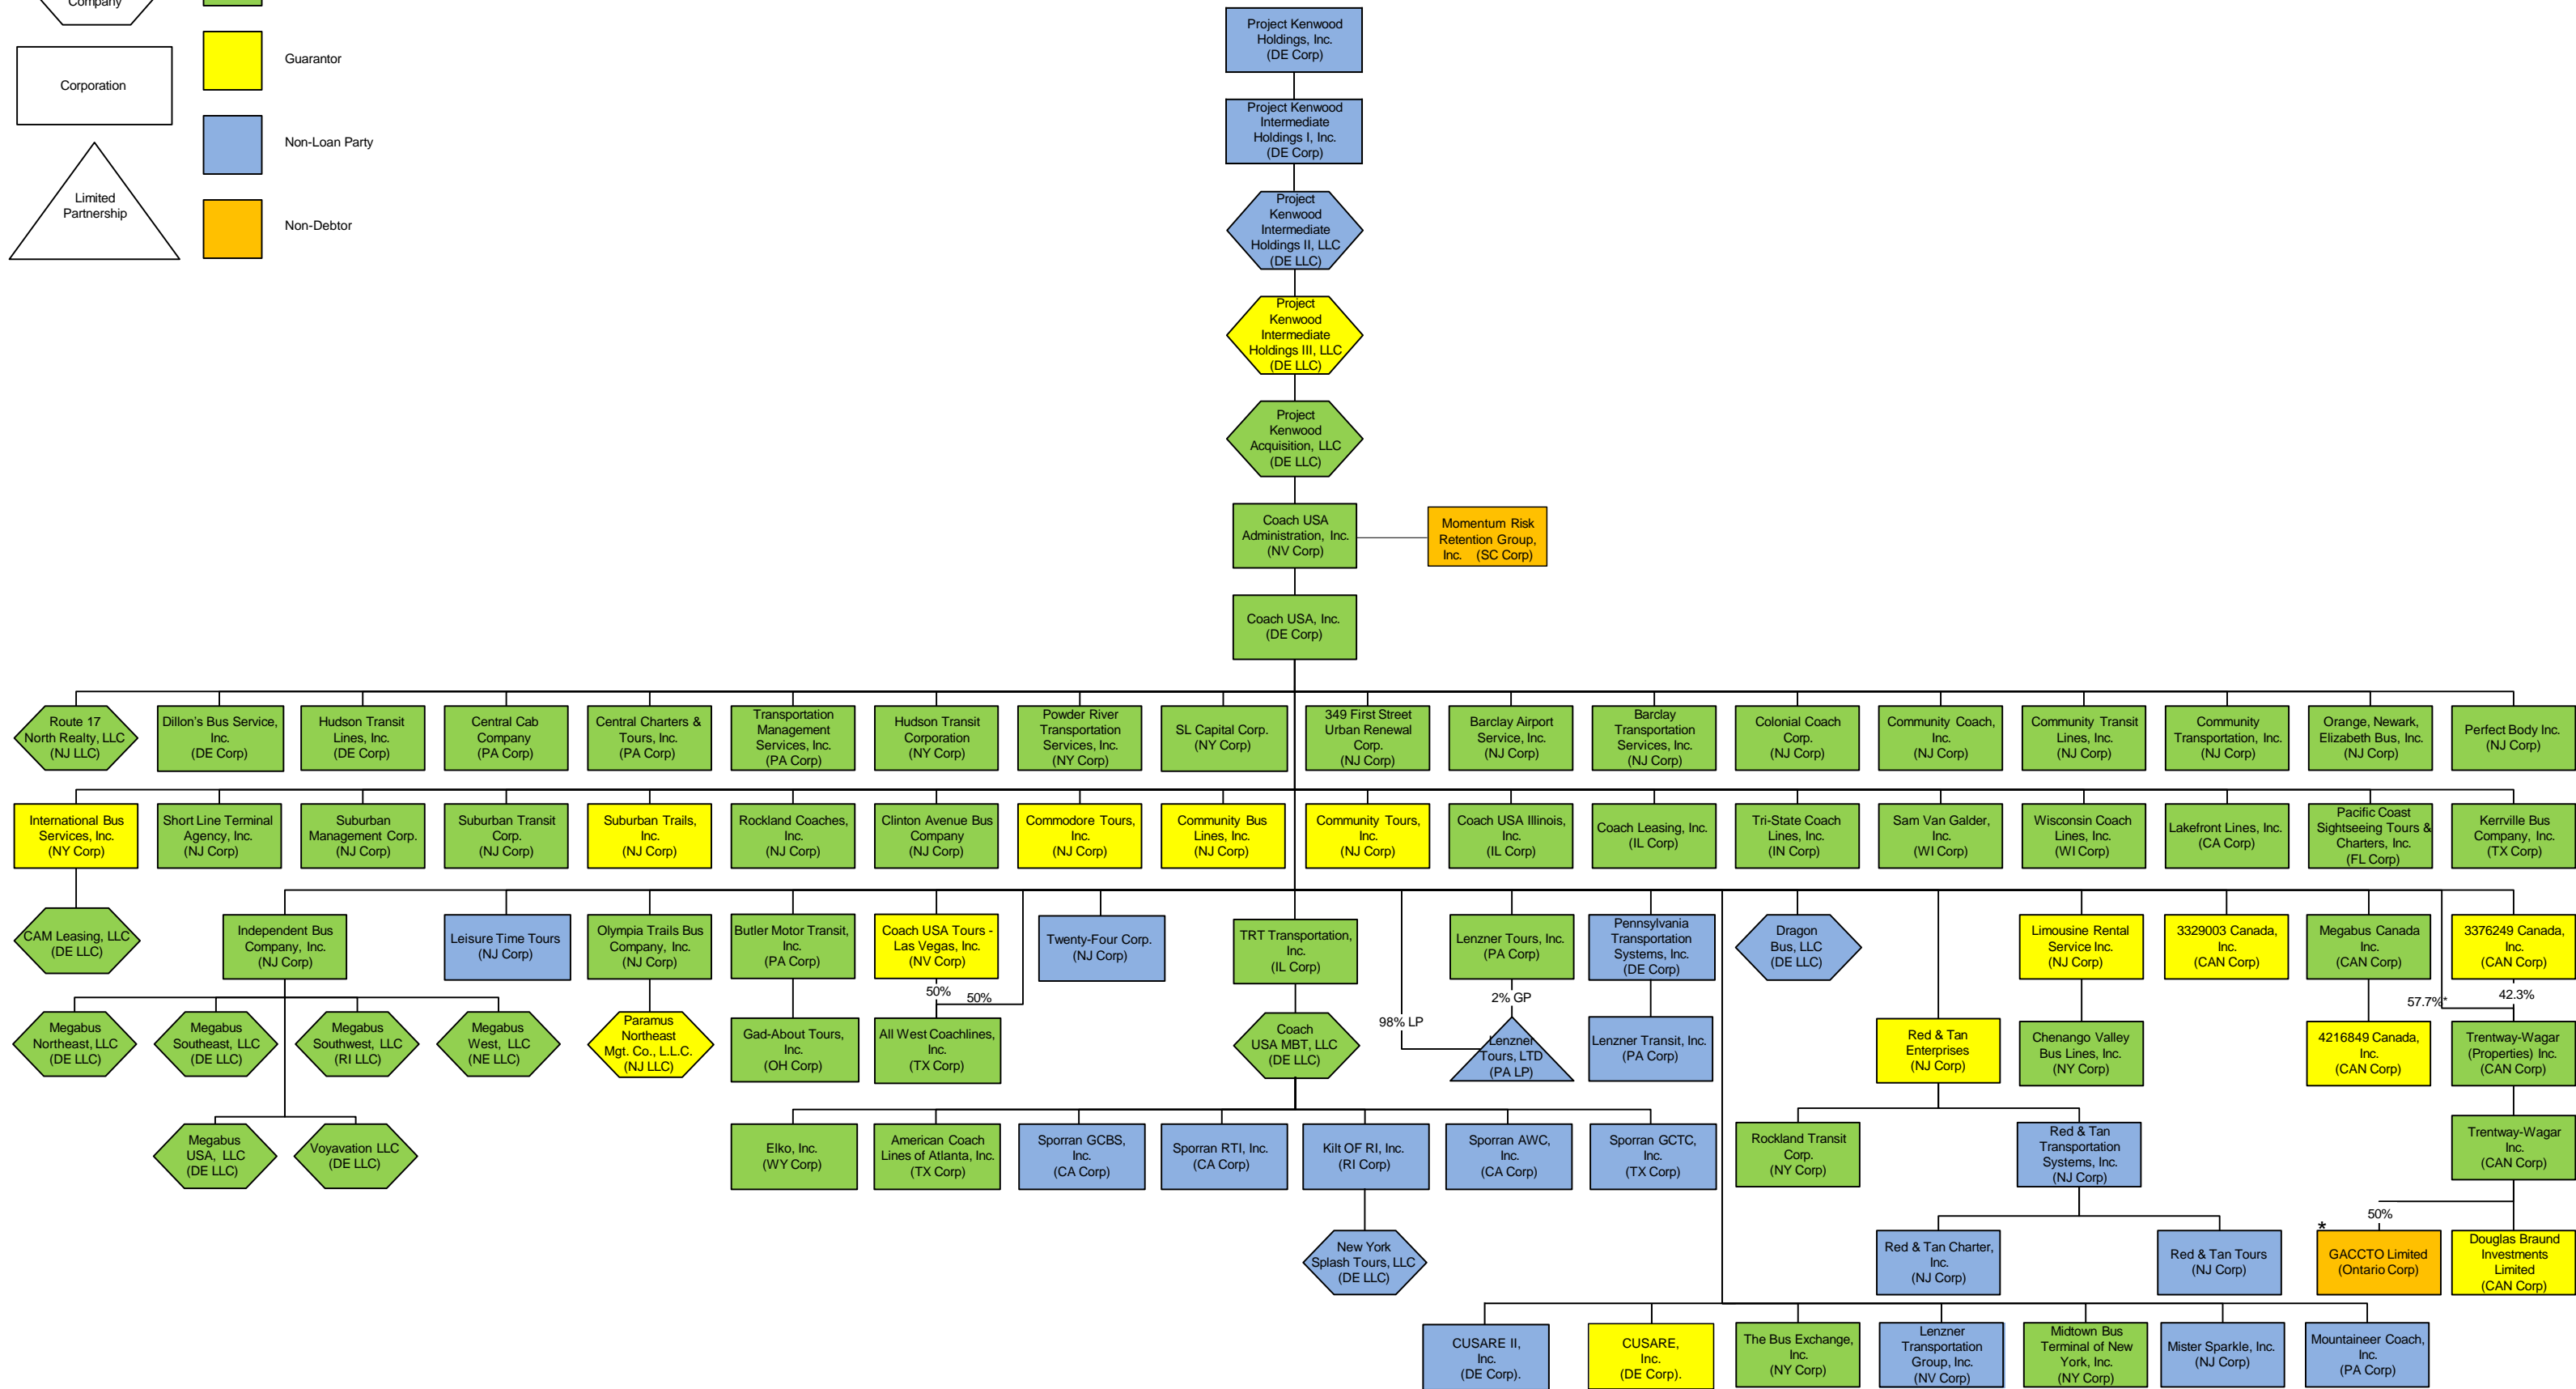 Company
Corporation
Limited
Partnership
Guarantor
Non-Loan Party
Non-Debtor
Project Kenwood
Holdings, Inc.
(DE Corp)
Project Kenwood
Intermediate
Holdings I, Inc.
(DE Corp)
Project
Kenwood
Intermediate
Holdings II, LLC
(DE LLC)
Project
Kenwood
Intermediate
Holdings III, LLC
(DE LLC)
Project
Kenwood
Acquisition, LLC
(DE LLC)
Coach USA
Administration, Inc.
(NV Corp)
Momentum Risk
Retention Group,
Inc. (SC Corp)
Coach USA, Inc.
(DE Corp)
Route 17
North Realty, LLC
(NJ LLC)
Dillon's Bus Service,
Inc.
(DE Corp)
Hudson Transit
Lines, Inc.
(DE Corp)
Central Cab
Company
(PA Corp)
Central Charters &
Tours, Inc.
(PA Corp)
Transportation
Management
Services, Inc.
(PA Corp)
Hudson Transit
Corporation
(NY Corp)
Powder River
Transportation
Services, Inc.
(NY Corp)
SL Capital Corp.
(NY Corp)
349 First Street
Urban Renewal
Corp.
(NJ Corp)
Barclay Airport
Service, Inc.
(NJ Corp)
Barclay
Transportation
Services, Inc.
(NJ Corp)
Colonial Coach
Corp.
(NJ Corp)
Community Coach,
Inc.
(NJ Corp)
Community Transit
Lines, Inc.
(NJ Corp)
Community
Transportation, Inc.
(NJ Corp)
Orange, Newark,
Elizabeth Bus, Inc.
(NJ Corp)
Perfect Body Inc.
(NJ Corp)
International Bus
Services, Inc.
(NY Corp)
Short Line Terminal
Agency, Inc.
(NJ Corp)
Suburban
Management Corp.
(NJ Corp)
Suburban Transit
Corp.
(NJ Corp)
Suburban Trails,
Inc.
(NJ Corp)
Rockland Coaches,
Inc.
(NJ Corp)
Clinton Avenue Bus
Company
(NJ Corp)
Commodore Tours,
Inc.
(NJ Corp)
Community Bus
Lines, Inc.
(NJ Corp)
Community Tours,
Inc.
(NJ Corp)
Coach USA Illinois,
Inc.
(IL Corp)
Coach Leasing, Inc.
(IL Corp)
Tri-State Coach
Lines, Inc.
(IN Corp)
Sam Van Galder,
Inc.
(WI Corp)
Wisconsin Coach
Lines, Inc.
(WI Corp)
Lakefront Lines, Inc.
(CA Corp)
Pacific Coast
Sightseeing Tours &
Charters, Inc.
(FL Corp)
Kerrville Bus
Company, Inc.
(TX Corp)
CAM Leasing, LLC
(DE LLC)
Independent Bus
Company, Inc.
(NJ Corp)
Leisure Time Tours
(NJ Corp)
Olympia Trails Bus
Company, Inc.
(NJ Corp)
Butler Motor Transit,
Inc.
(PA Corp)
Coach USA Tours -
Las Vegas, Inc.
(NV Corp)
Twenty-Four Corp.
(NJ Corp)
TRT Transportation,
Inc.
(IL Corp)
Lenzner Tours, Inc.
(PA Corp)
Pennsylvania
Transportation
Systems, Inc.
(DE Corp)
Dragon
Bus, LLC
(DE LLC)
Limousine Rental
Service Inc.
(NJ Corp)
3329003 Canada,
Inc.
(CAN Corp)
Megabus Canada
Inc.
(CAN Corp)
3376249 Canada,
Inc.
(CAN Corp)
50%
50%
2% GP
98% LP
57.7%*
42.3%
Megabus
Northeast, LLC
(DE LLC)
Megabus
Southeast, LLC
(DE LLC)
Megabus
Southwest, LLC
(RI LLC)
Megabus
West, LLC
(NE LLC)
Paramus
Northeast
Mgt. Co., L.L.C.
(NJ LLC)
Gad-About Tours,
Inc.
(OH Corp)
All West Coachlines,
Inc.
(TX Corp)
Coach
USA MBT, LLC
(DE LLC)
Lenzner
Tours, LTD
(PA LP)
Lenzner Transit, Inc.
(PA Corp)
Red & Tan
Enterprises
(NJ Corp)
Chenango Valley
Bus Lines, Inc.
(NY Corp)
4216849 Canada,
Inc.
(CAN Corp)
Trentway-Wagar
(Properties) Inc.
(CAN Corp)
Megabus
USA, LLC
(DE LLC)
Voyavation LLC
(DE LLC)
Elko, Inc.
(WY Corp)
American Coach
Lines of Atlanta, Inc.
(TX Corp)
Sporran GCBS,
Inc.
(CA Corp)
Sporran RTI, Inc.
(CA Corp)
Kilt OF RI, Inc.
(RI Corp)
Sporran AWC,
Inc.
(CA Corp)
Sporran GCTC,
Inc.
(TX Corp)
Rockland Transit
Corp.
(NY Corp)
Red & Tan
Transportation
Systems, Inc.
(NJ Corp)
Trentway-Wagar
Inc.
(CAN Corp)
50%
*
New York
Splash Tours, LLC
(DE LLC)
Red & Tan Charter,
Inc.
(NJ Corp)
Red & Tan Tours
(NJ Corp)
GACCTO Limited
(Ontario Corp)
Douglas Braund
Investments
Limited
(CAN Corp)
CUSARE II,
Inc.
(DE Corp).
CUSARE,
Inc.
(DE Corp).
The Bus Exchange,
Inc.
(NY Corp)
Lenzner
Transportation
Group, Inc.
(NV Corp)
Midtown Bus
Terminal of New
York, Inc.
(NY Corp)
Mister Sparkle, Inc.
(NJ Corp)
Mountaineer Coach,
Inc.
(PA Corp)